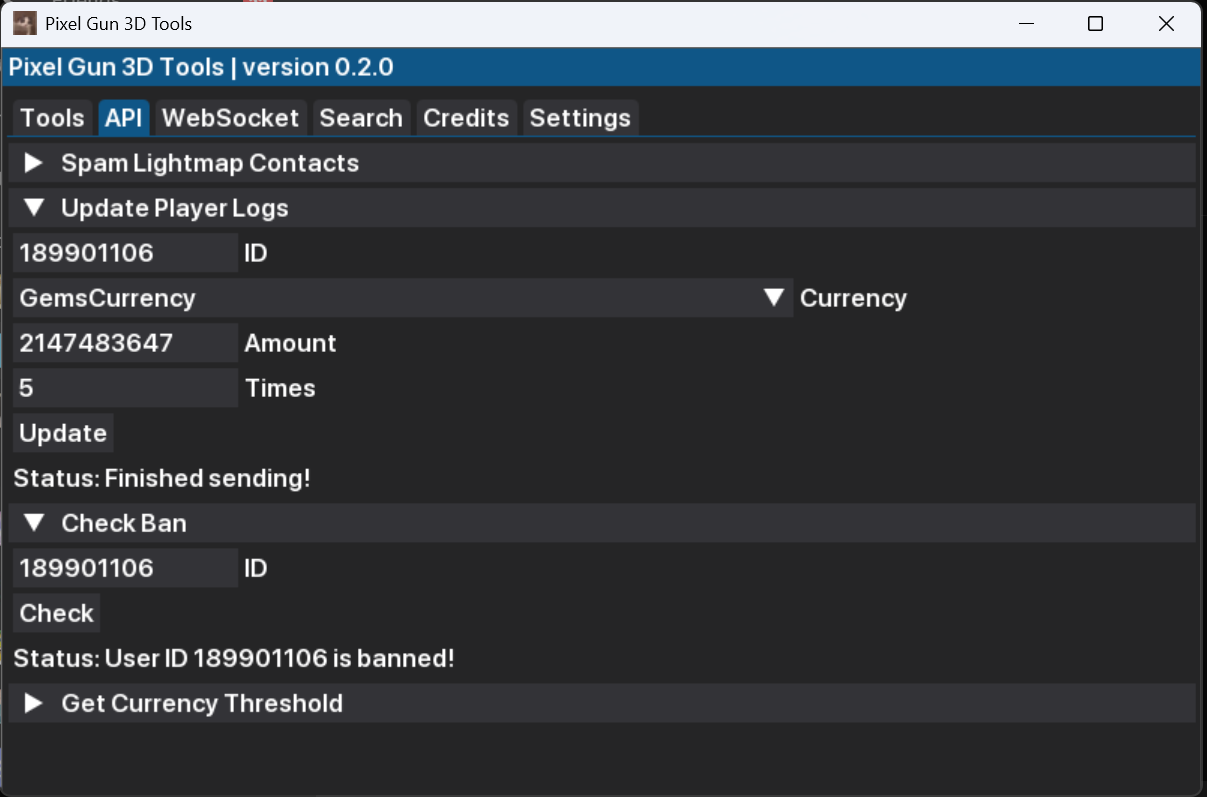 Pixel Gun 3D Tools
Pixel Gun 3D Tools | version 0.2.0
Tools API WebSocket Search Credits Settings
Spam Lightmap Contacts
Update Player Logs
189901106 ID
GemsCurrency Currency
2147483647 Amount
5 Times
Update
Status: Finished sending!
Check Ban
189901106 ID
Check
Status: User ID 189901106 is banned!
Get Currency Threshold